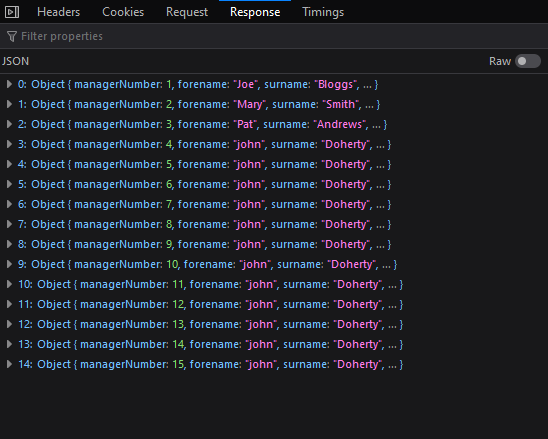 Headers Cookies Request Response Timings
Filter properties
JSON Raw
0: Object { managerNumber: 1, forename: "Joe", surname: "Bloggs", … }
1: Object { managerNumber: 2, forename: "Mary", surname: "Smith", … }
2: Object { managerNumber: 3, forename: "Pat", surname: "Andrews", … }
3: Object { managerNumber: 4, forename: "john", surname: "Doherty", … }
4: Object { managerNumber: 5, forename: "john", surname: "Doherty", … }
5: Object { managerNumber: 6, forename: "john", surname: "Doherty", … }
6: Object { managerNumber: 7, forename: "john", surname: "Doherty", … }
7: Object { managerNumber: 8, forename: "john", surname: "Doherty", … }
8: Object { managerNumber: 9, forename: "john", surname: "Doherty", … }
9: Object { managerNumber: 10, forename: "john", surname: "Doherty", … }
10: Object { managerNumber: 11, forename: "john", surname: "Doherty", … }
11: Object { managerNumber: 12, forename: "john", surname: "Doherty", … }
12: Object { managerNumber: 13, forename: "john", surname: "Doherty", … }
13: Object { managerNumber: 14, forename: "john", surname: "Doherty", … }
14: Object { managerNumber: 15, forename: "john", surname: "Doherty", … }